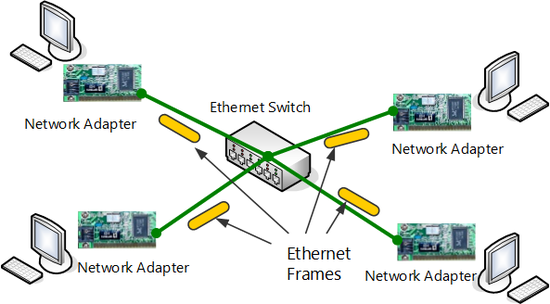 Ethernet Switch
Network Adapter
Network Adapter
Network Adapter
Network Adapter
Ethernet
Frames